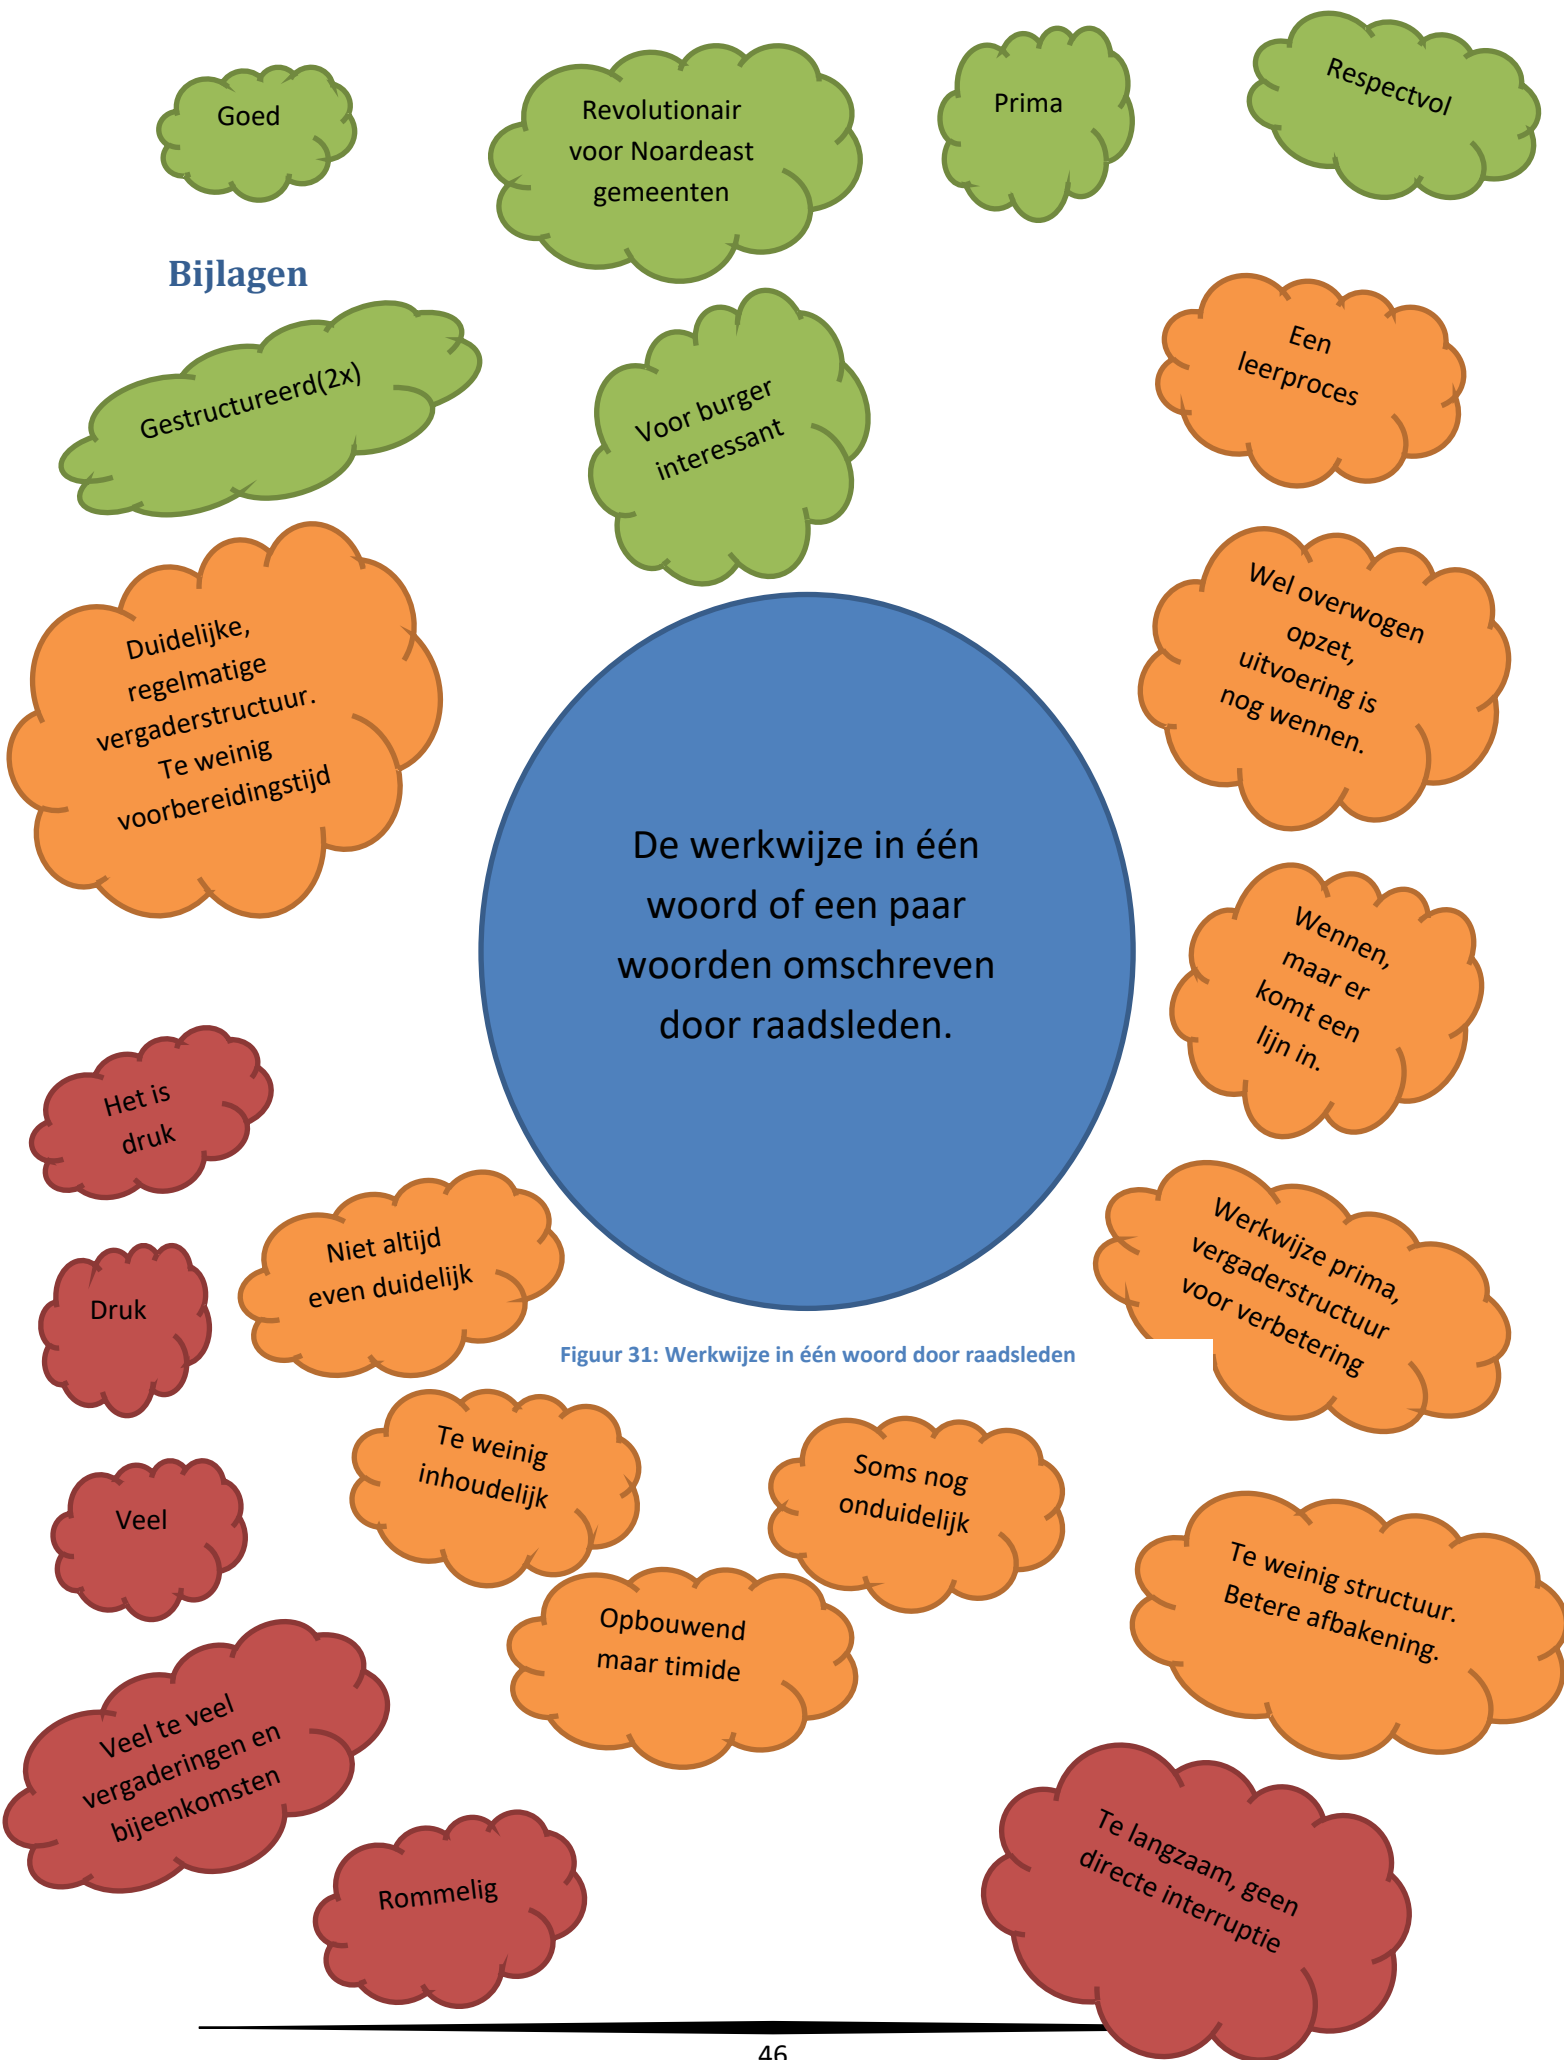 Goed
Revolutionair
voor Noardeast
gemeenten
Prima
Respectvol
Bijlagen
Gestructureerd(2x)
Voor burger
interessant
Een
leerproces
Duidelijke,
regelmatige
vergaderstructuur.
Te weinig
voorbereidingstijd
Wel overwogen
opzet,
uitvoering is
nog wennen.
De werkwijze in één
woord of een paar
woorden omschreven
door raadsleden.
Wennen,
maar er
komt een
lijn in.
Het is
druk
Niet altijd
even duidelijk
Werkwijze prima,
vergaderstructuur
voor verbetering
Druk
Figuur 31: Werkwijze in één woord door raadsleden
Te weinig
inhoudelijk
Soms nog
onduidelijk
Veel
Te weinig structuur.
Betere afbakening.
Opbouwend
maar timide
Veel te veel
vergaderingen en
bijeenkomsten
Te langzaam, geen
directe interruptie
Rommelig
46